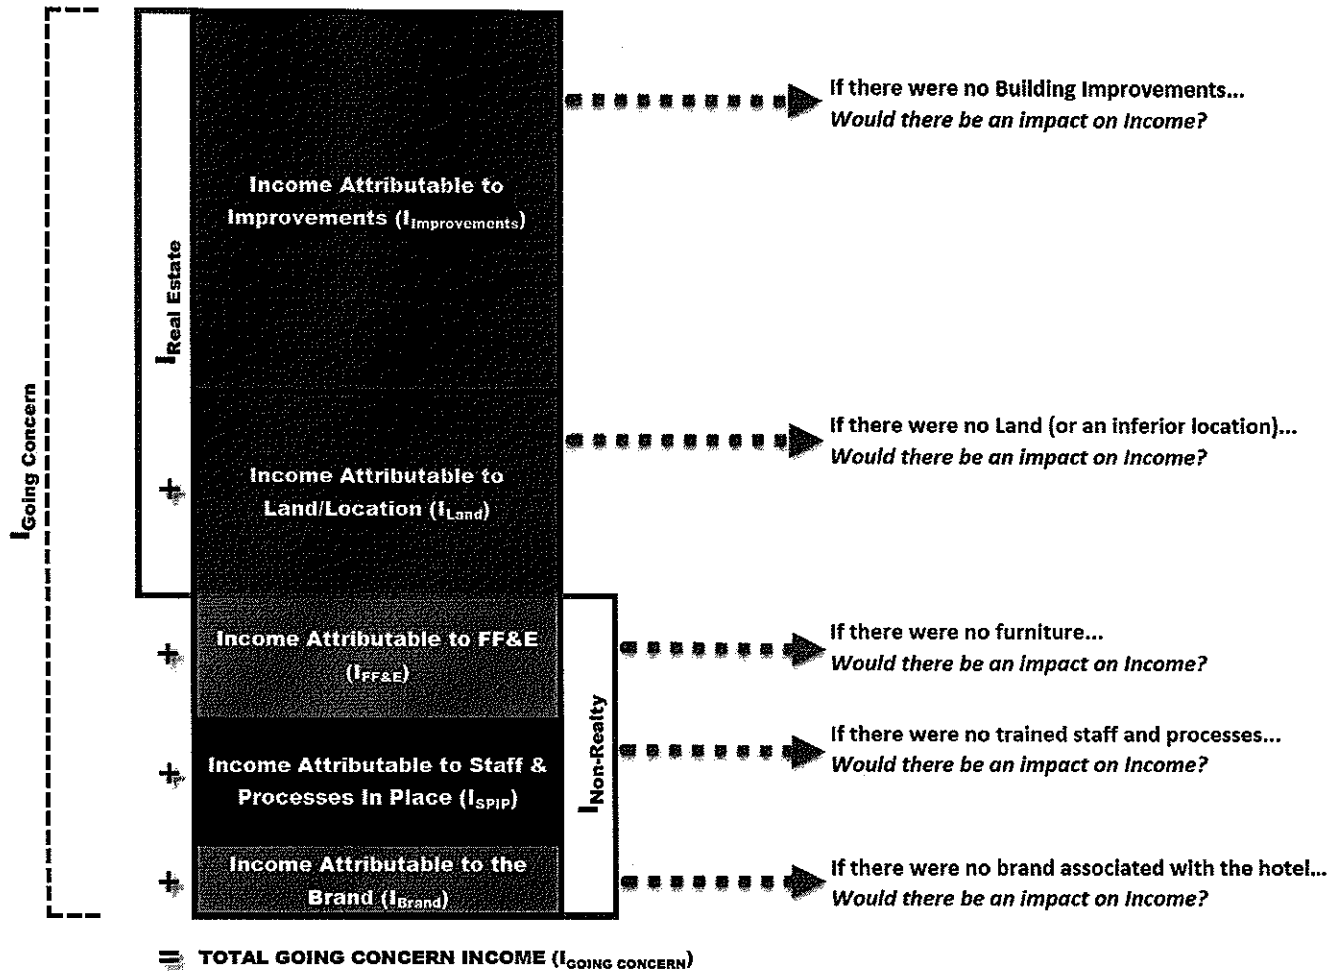 If there were no Building Improvements...
Would there be an impact on Income?
Income Attributable to
Improvements (I Improvements)
I Real Estate
I Going Concern
If there were no Land (or an inferior location)...
Would there be an impact on Income?
+
Income Attributable to
Land/Location (I Land)
+
Income Attributable to FF&E
(I FF&E)
If there were no furniture...
Would there be an impact on Income?
I Non-Realty
+
Income Attributable to Staff &
Processes In Place (I SPIP)
If there were no trained staff and processes...
Would there be an impact on Income?
+
Income Attributable to the
Brand (I Brand)
If there were no brand associated with the hotel...
Would there be an impact on Income?
= TOTAL GOING CONCERN INCOME (I GOING CONCERN)